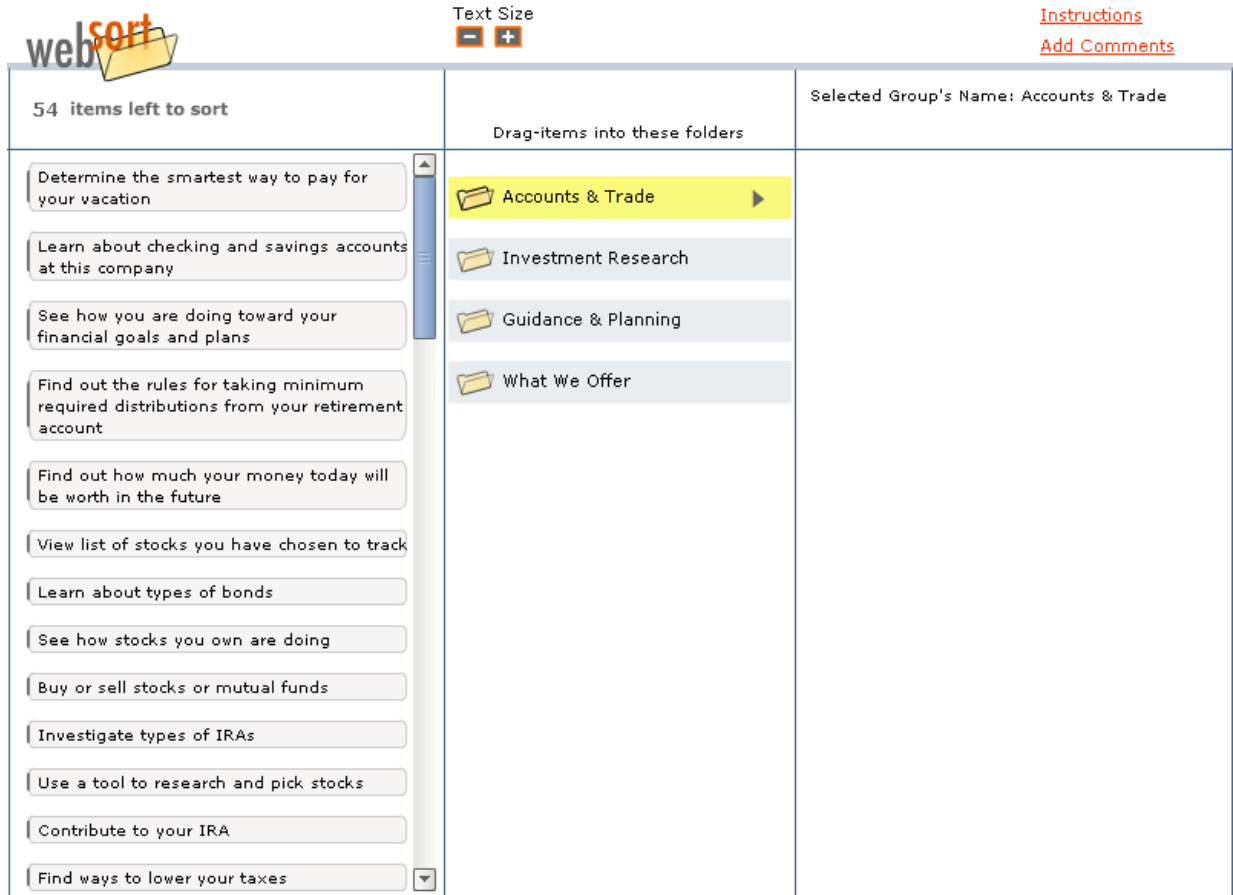 websort
Text Size
Instructions
Add Comments
54 items left to sort
Drag-items into these folders
Selected Group's Name: Accounts & Trade
Determine the smartest way to pay for
your vacation
Learn about checking and savings accounts
at this company
See how you are doing toward your
financial goals and plans
Find out the rules for taking minimum
required distributions from your retirement
account
Find out how much your money today will
be worth in the future
View list of stocks you have chosen to track
Learn about types of bonds
See how stocks you own are doing
Buy or sell stocks or mutual funds
Investigate types of IRAs
Use a tool to research and pick stocks
Contribute to your IRA
Find ways to lower your taxes
Accounts & Trade
Investment Research
Guidance & Planning
What We Offer